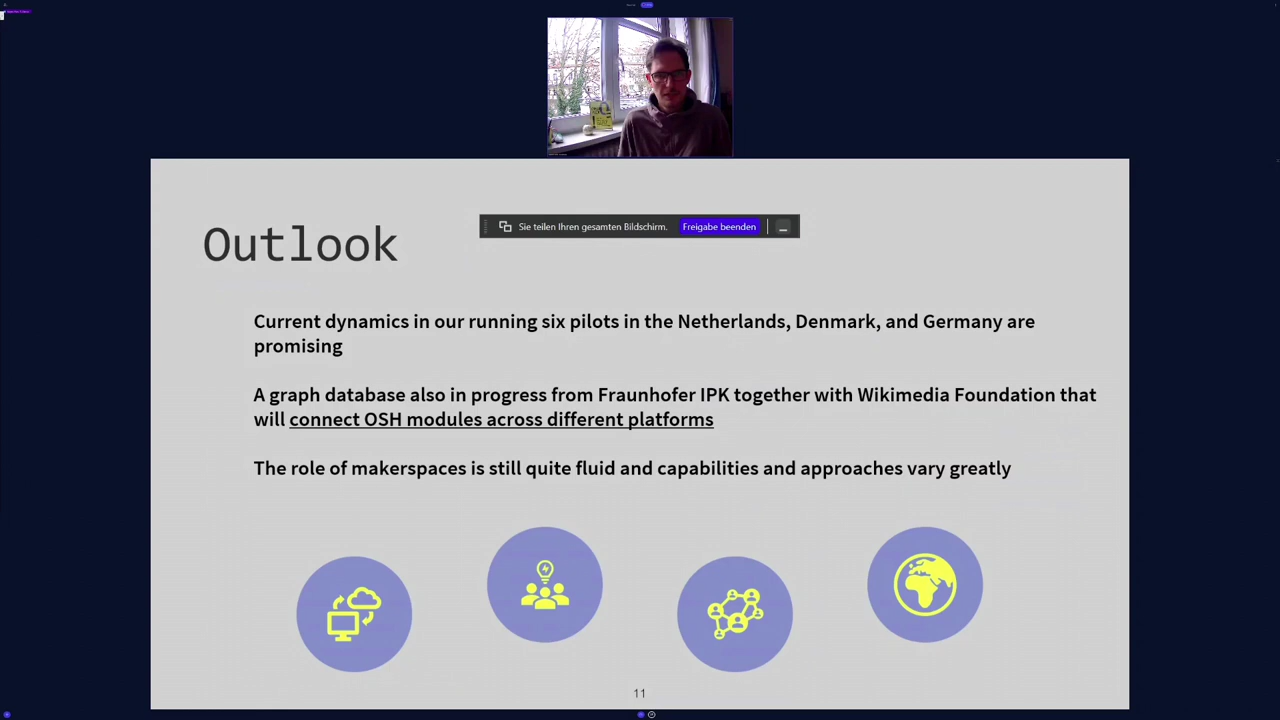 Outlook
Sie teilen Ihren gesamten Bildschirm. Freigabe beenden
Current dynamics in our running six pilots in the Netherlands, Denmark, and Germany are
promising
A graph database also in progress from Fraunhofer IPK together with Wikimedia Foundation that
will connect OSH modules across different platforms
The role of makerspaces is still quite fluid and capabilities and approaches vary greatly
11